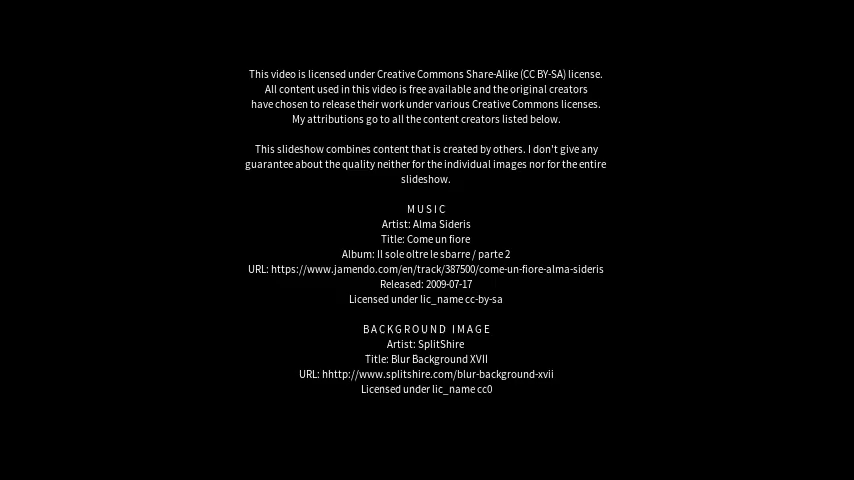 This video is licensed under Creative Commons Share-Alike (CC BY-SA) license.
All content used in this video is free available and the original creators
have chosen to release their work under various Creative Commons licenses.
My attributions go to all the content creators listed below.
This slideshow combines content that is created by others. I don't give any
guarantee about the quality neither for the individual images nor for the entire
slideshow.
MUSIC
Artist: Alma Sideris
Title: Come un fiore
Album: Il sole oltre le sbarre / parte 2
URL: https://www.jamendo.com/en/track/387500/come-un-fiore-alma-sideris
Released: 2009-07-17
Licensed under lic_name cc-by-sa
BACKGROUND IMAGE
Artist: SplitShire
Title: Blur Background XVII
URL: hhttp://www.splitshire.com/blur-background-xvii
Licensed under lic_name cc0